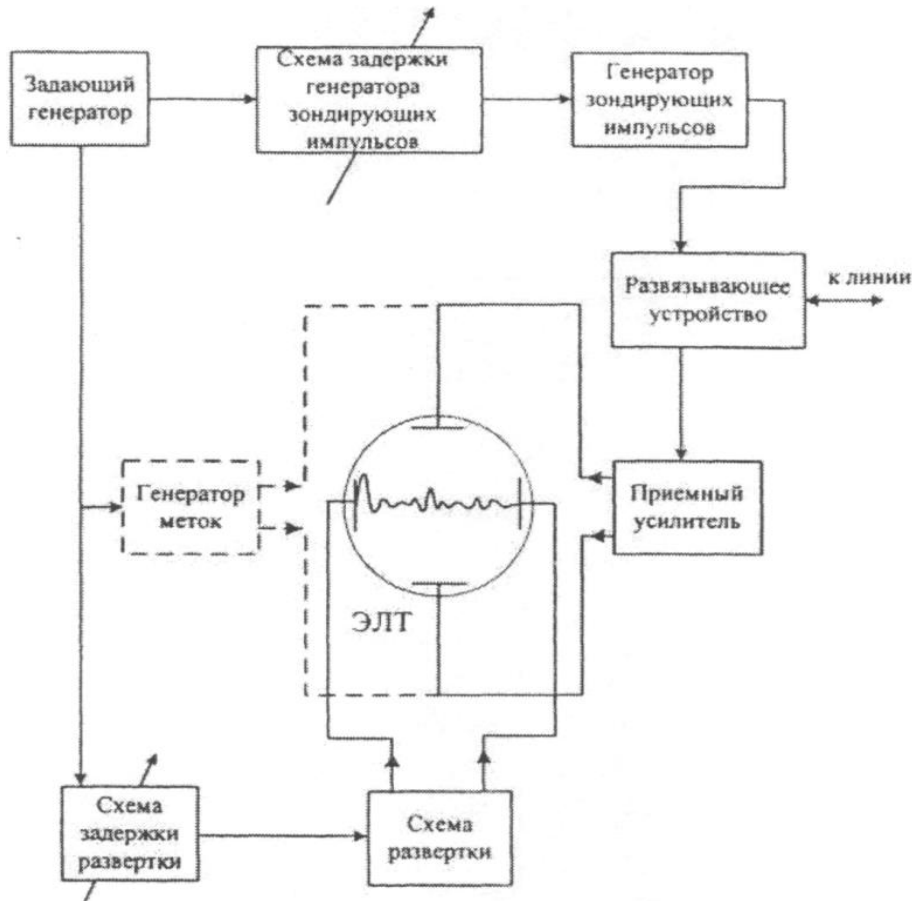 Задающий
генератор
Схема задержки
генератора
зондирующих
импульсов
Генератор
зондирующих
импульсов
Развязывающее
устройство
к линии
Генератор
меток
Приемный
усилитель
ЭЛТ
Схема
задержки
развертки
Схема
развертки